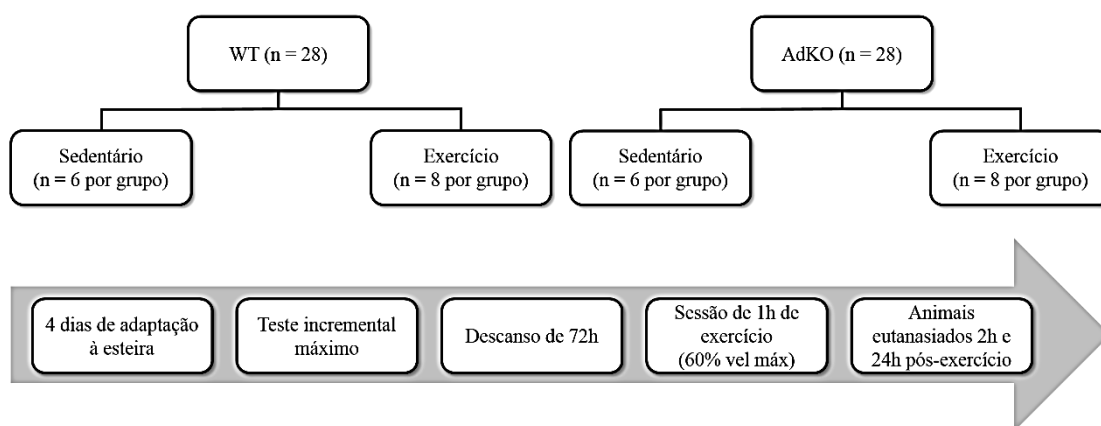 WT (n = 28)
AdKO (n = 28)
Sedentário
(n = 6 por grupo)
Exercício
(n = 8 por grupo)
Sedentário
(n = 6 por grupo)
Exercício
(n = 8 por grupo)
4 dias de adaptação
à esteira
Teste incremental
máximo
Descanso de 72h
Sessão de 1h de
exercício
(60% vel máx)
Animais
eutanasiados 2h e
24h pós-exercício